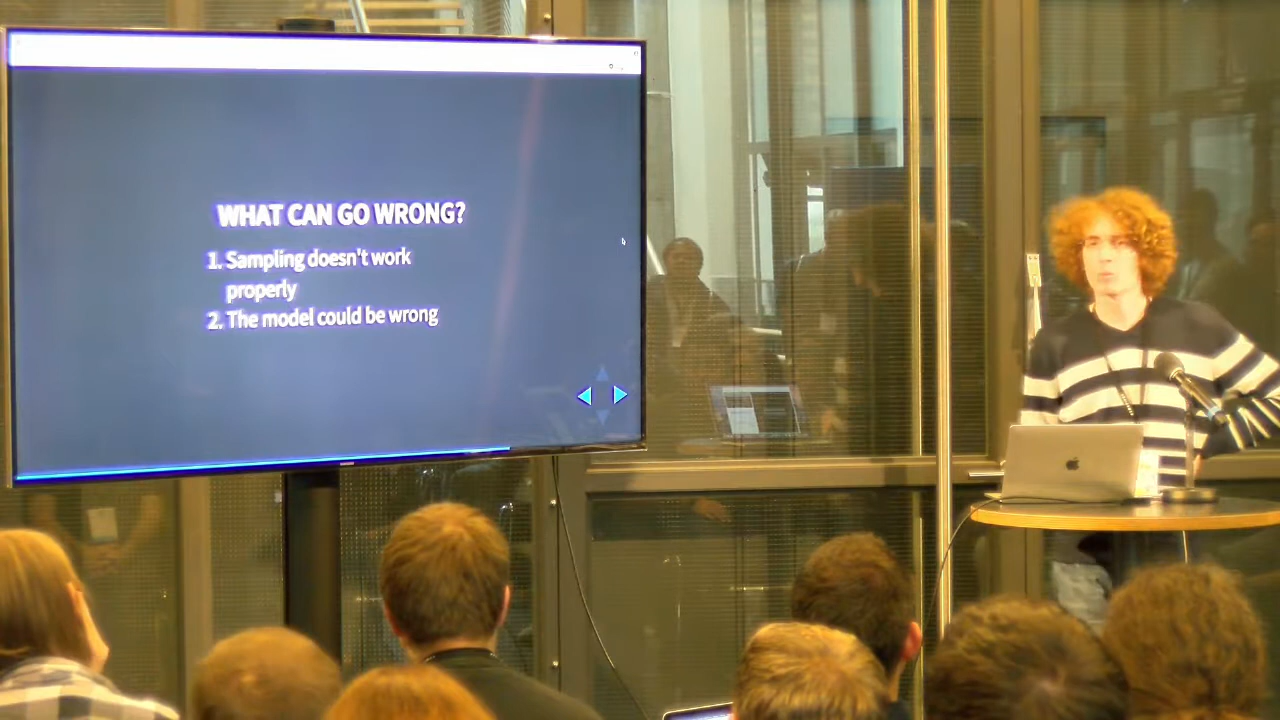 WHAT CAN GO WRONG?
1. Sampling doesn't work
properly
2. The model could be wrong